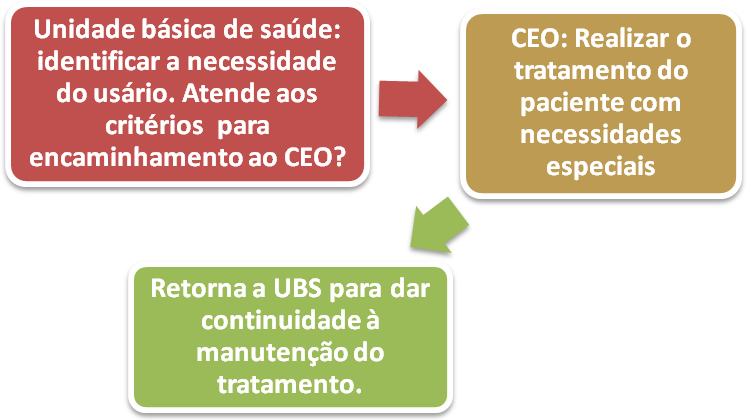 Unidade básica de saúde:
identificar a necessidade
do usário. Atende aos
critérios para
encaminhamento ao CEO?
CEO: Realizar o
tratamento do
paciente com
necessidades
especiais
Retorna a UBS para dar
continuidade à
manutenção do
tratamento.